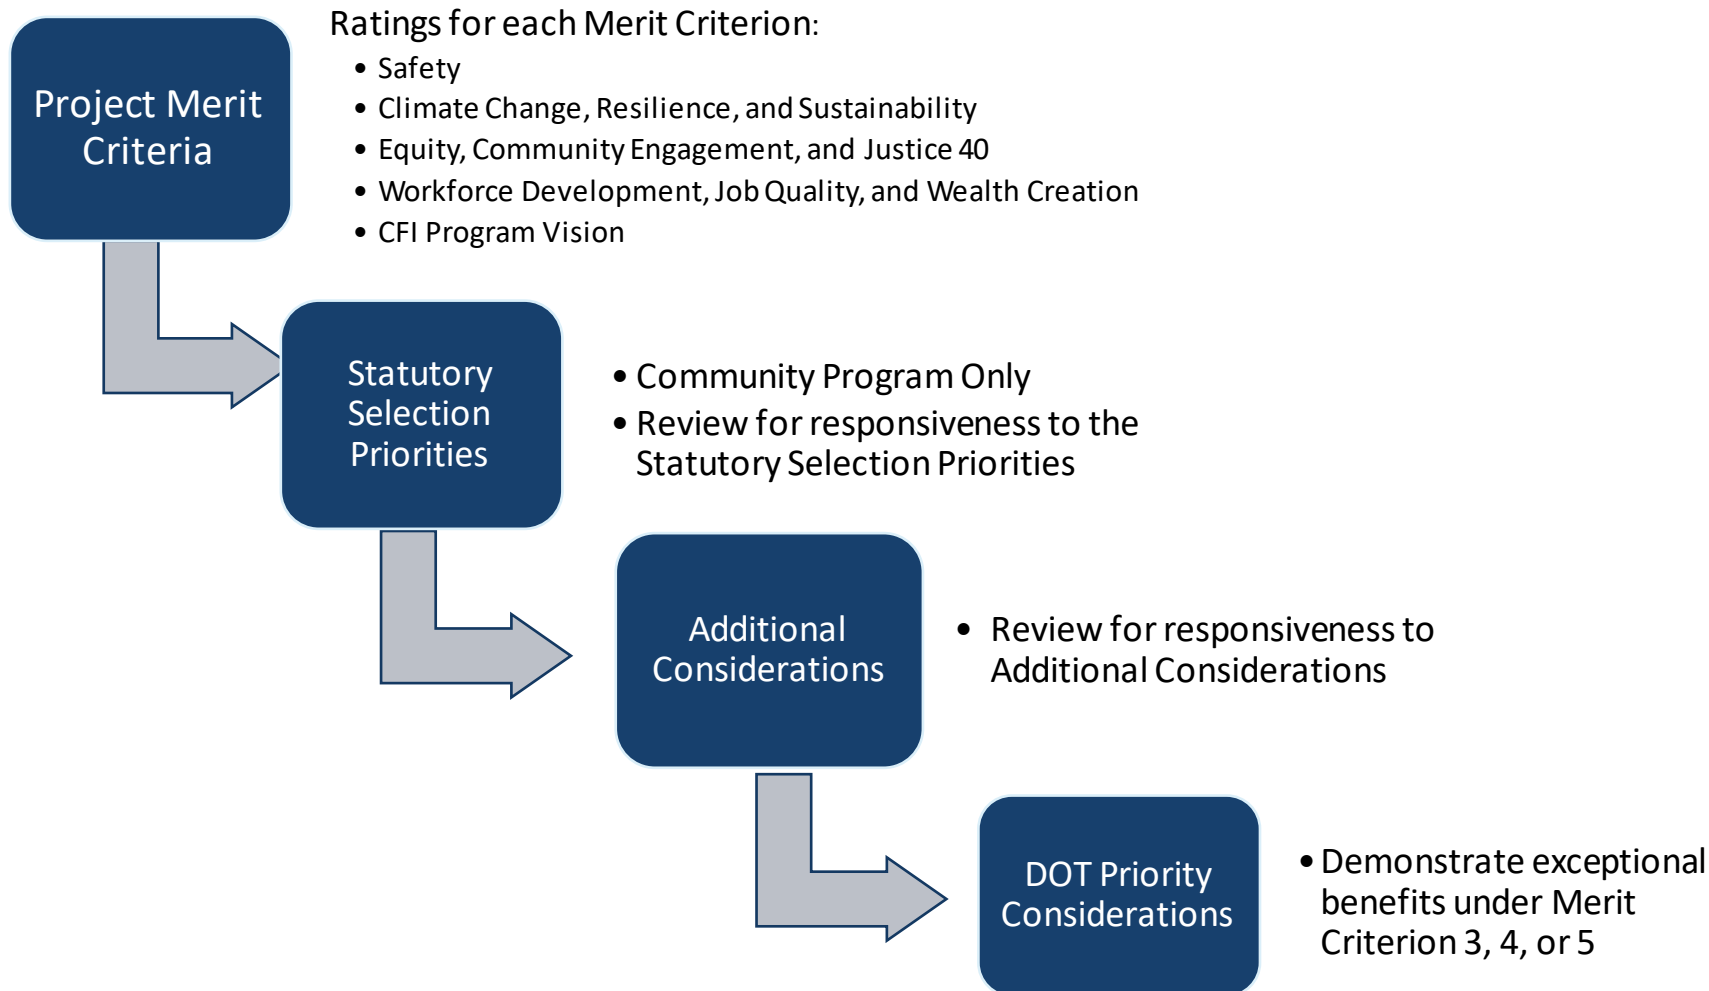 Ratings for each Merit Criterion:
Project Merit
Criteria
• Safety
• Climate Change, Resilience, and Sustainability
• Equity, Community Engagement, and Justice 40
• Workforce Development, Job Quality, and Wealth Creation
• CFI Program Vision
Statutory
Selection
Priorities
• Community Program Only
• Review for responsiveness to the
Statutory Selection Priorities
Additional
Considerations
• Review for responsiveness to
Additional Considerations
DOT Priority
Considerations
• Demonstrate exceptional
benefits under Merit
Criterion 3, 4, or 5